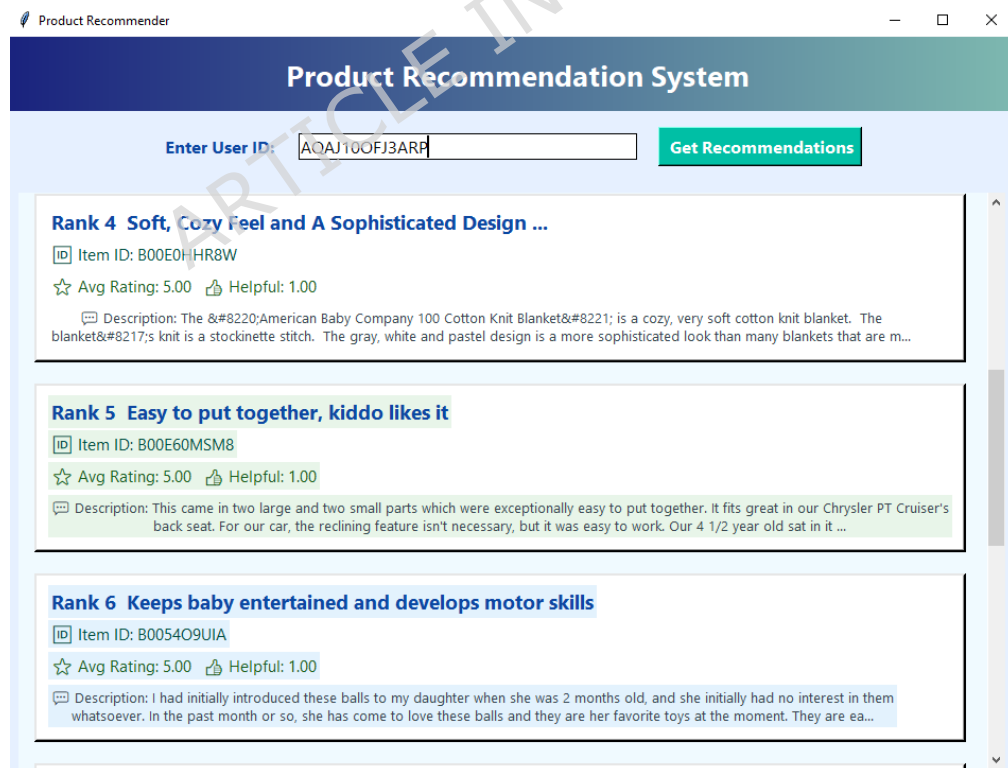 Product Recommender
Product Recommendation System
Enter User ID: AQAJ10OFJ3ARP Get Recommendations
Rank 4 Soft, Cozy Feel and A Sophisticated Design ...
ID Item ID: B00E0HHR8W
Avg Rating: 5.00 Helpful: 1.00
Description: The &#8220;American Baby Company 100 Cotton Knit Blanket&#8221; is a cozy, very soft cotton knit blanket. The
blanket&#8217;s knit is a stockinette stitch. The gray, white and pastel design is a more sophisticated look than many blankets that are m...
Rank 5 Easy to put together, kiddo likes it
ID Item ID: B00E60MSM8
Avg Rating: 5.00 Helpful: 1.00
Description: This came in two large and two small parts which were exceptionally easy to put together. It fits great in our Chrysler PT Cruiser's
back seat. For our car, the reclining feature isn't necessary, but it was easy to work. Our 4 1/2 year old sat in it ...
Rank 6 Keeps baby entertained and develops motor skills
ID Item ID: B0054O9UIA
Avg Rating: 5.00 Helpful: 1.00
Description: I had initially introduced these balls to my daughter when she was 2 months old, and she initially had no interest in them
whatsoever. In the past month or so, she has come to love these balls and they are her favorite toys at the moment. They are ea...
ARTICLE IN